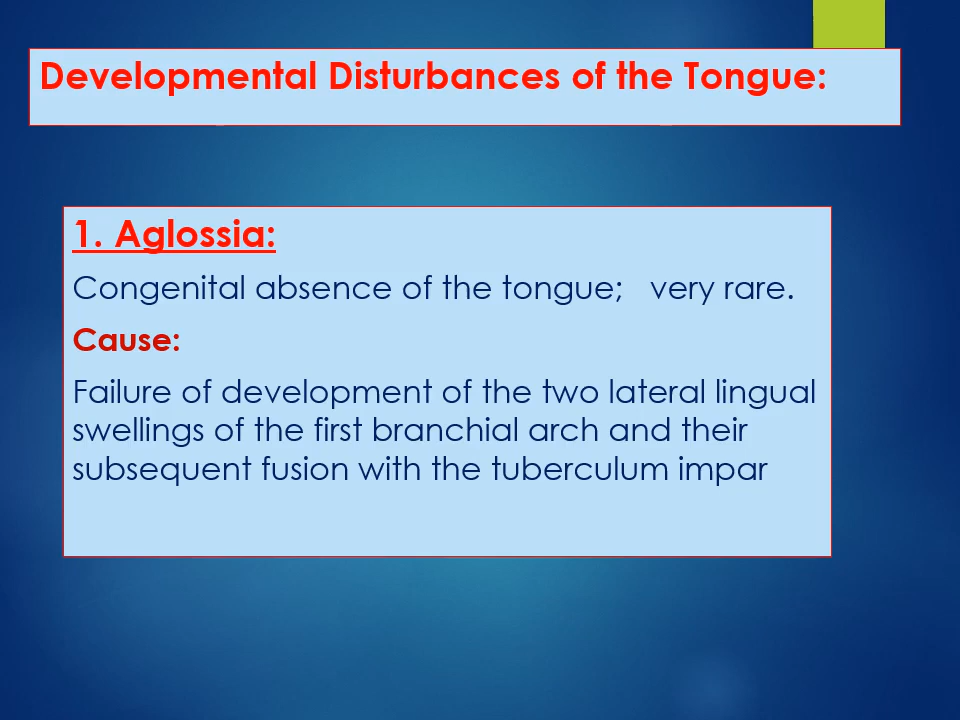 Developmental Disturbances of the Tongue:
1. Aglossia:
Congenital absence of the tongue;   very rare.
Cause:
Failure of development of the two lateral lingual
swellings of the first branchial arch and their
subsequent fusion with the tuberculum impar